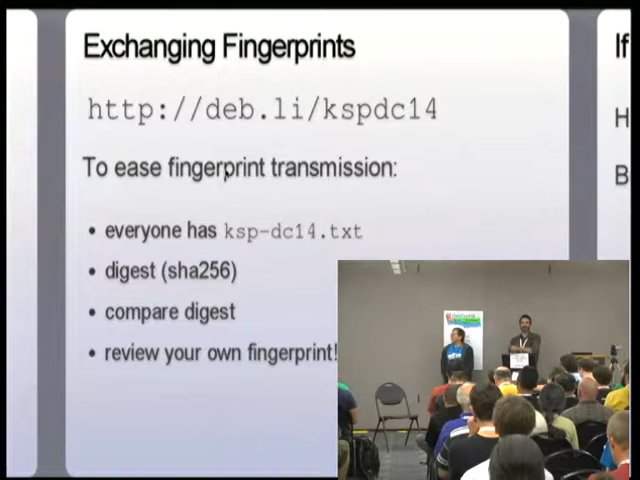 Exchanging Fingerprints
http://deb.li/kspdc14
To ease fingerprint transmission:
• everyone has ksp-dc14.txt
• digest (sha256)
• compare digest
• review your own fingerprint!
If
H
B